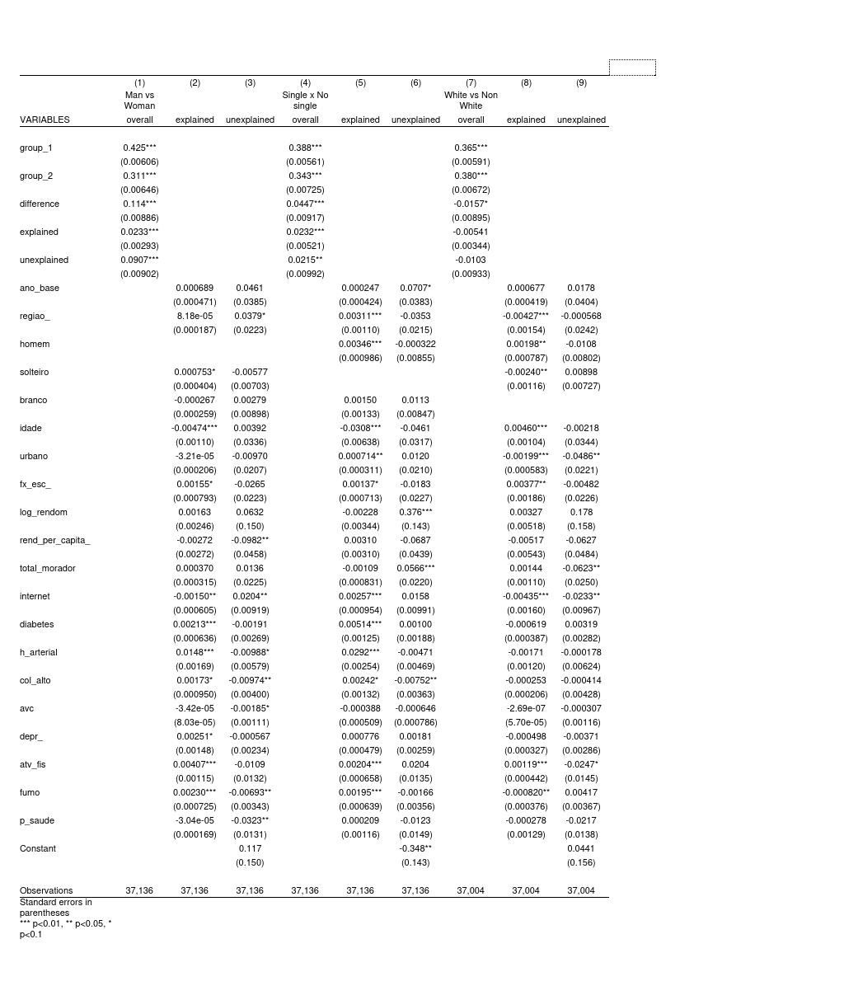 (1) (2) (3) (4) (5) (6) (7) (8) (9)
Man vs Single x No White vs Non
Woman single White
VARIABLES overall explained unexplained overall explained unexplained overall explained unexplained
group_1 0.425*** 0.388*** 0.365***
(0.00606) (0.00561) (0.00591)
group_2 0.311*** 0.343*** 0.380***
(0.00646) (0.00725) (0.00672)
difference 0.114*** 0.0447*** -0.0157*
(0.00886) (0.00917) (0.00895)
explained 0.0233*** 0.0232*** -0.00541
(0.00293) (0.00521) (0.00344)
unexplained 0.0907*** 0.0215** -0.0103
(0.00902) (0.00992) (0.00933)
ano_base 0.000689 0.0461 0.000247 0.0707* 0.000677 0.0178
(0.000471) (0.0385) (0.000424) (0.0383) (0.000419) (0.0404)
regiao_ 8.18e-05 0.0379* 0.00311*** -0.0353 -0.00427*** -0.000568
(0.000187) (0.0223) (0.00110) (0.0215) (0.00154) (0.0242)
homem 0.00346*** -0.000322 0.00198** -0.0108
(0.000986) (0.00855) (0.000787) (0.00802)
solteiro 0.000753* -0.00577 -0.00240** 0.00898
(0.000404) (0.00703) (0.00116) (0.00727)
branco -0.000267 0.00279 0.00150 0.0113
(0.000259) (0.00898) (0.00133) (0.00847)
idade -0.00474*** 0.00392 -0.0308*** -0.0461 0.00460*** -0.00218
(0.00110) (0.0336) (0.00638) (0.0317) (0.00104) (0.0344)
urbano -3.21e-05 -0.00970 0.000714** 0.0120 -0.00199*** -0.0486**
(0.000206) (0.0207) (0.000311) (0.0210) (0.000583) (0.0221)
fx_esc_ 0.00155* -0.0265 0.00137* -0.0183 0.00377** -0.00482
(0.000793) (0.0223) (0.000713) (0.0227) (0.00186) (0.0226)
log_rendom 0.00163 0.0632 -0.00228 0.376*** 0.00327 0.178
(0.00246) (0.150) (0.00344) (0.143) (0.00518) (0.158)
rend_per_capita_ -0.00272 -0.0982** 0.00310 -0.0687 -0.00517 -0.0627
(0.00272) (0.0458) (0.00310) (0.0439) (0.00543) (0.0484)
total_morador 0.000370 0.0136 -0.00109 0.0566*** 0.00144 -0.0623**
(0.000315) (0.0225) (0.000831) (0.0220) (0.00110) (0.0250)
internet -0.00150** 0.0204** 0.00257*** 0.0158 -0.00435*** -0.0233**
(0.000605) (0.00919) (0.000954) (0.00991) (0.00160) (0.00967)
diabetes 0.00213*** -0.00191 0.00514*** 0.00100 -0.000619 0.00319
(0.000636) (0.00269) (0.00125) (0.00188) (0.000387) (0.00282)
h_arterial 0.0148*** -0.00988* 0.0292*** -0.00471 -0.00171 -0.000178
(0.00169) (0.00579) (0.00254) (0.00469) (0.00120) (0.00624)
col_alto 0.00173* -0.00974** 0.00242* -0.00752** -0.000253 -0.000414
(0.000950) (0.00400) (0.00132) (0.00363) (0.000206) (0.00428)
avc -3.42e-05 -0.00185* -0.000388 -0.000646 -2.69e-07 -0.000307
(8.03e-05) (0.00111) (0.000509) (0.000786) (5.70e-05) (0.00116)
depr_ 0.00251* -0.000567 0.000776 0.00181 -0.000498 -0.00371
(0.00148) (0.00234) (0.000479) (0.00259) (0.000327) (0.00286)
atv_fis 0.00407*** -0.0109 0.00204*** 0.0204 0.00119*** -0.0247*
(0.00115) (0.0132) (0.000658) (0.0135) (0.000442) (0.0145)
fumo 0.00230*** -0.00693** 0.00195*** -0.00166 -0.000820** 0.00417
(0.000725) (0.00343) (0.000639) (0.00356) (0.000376) (0.00367)
p_saude -3.04e-05 -0.0323** 0.000209 -0.0123 -0.000278 -0.0217
(0.000169) (0.0131) (0.00116) (0.0149) (0.00129) (0.0138)
Constant 0.117 -0.348** 0.0441
(0.150) (0.143) (0.156)
Observations 37,136 37,136 37,136 37,136 37,136 37,136 37,004 37,004 37,004
Standard errors in
parentheses
*** p<0.01, ** p<0.05, *
p<0.1